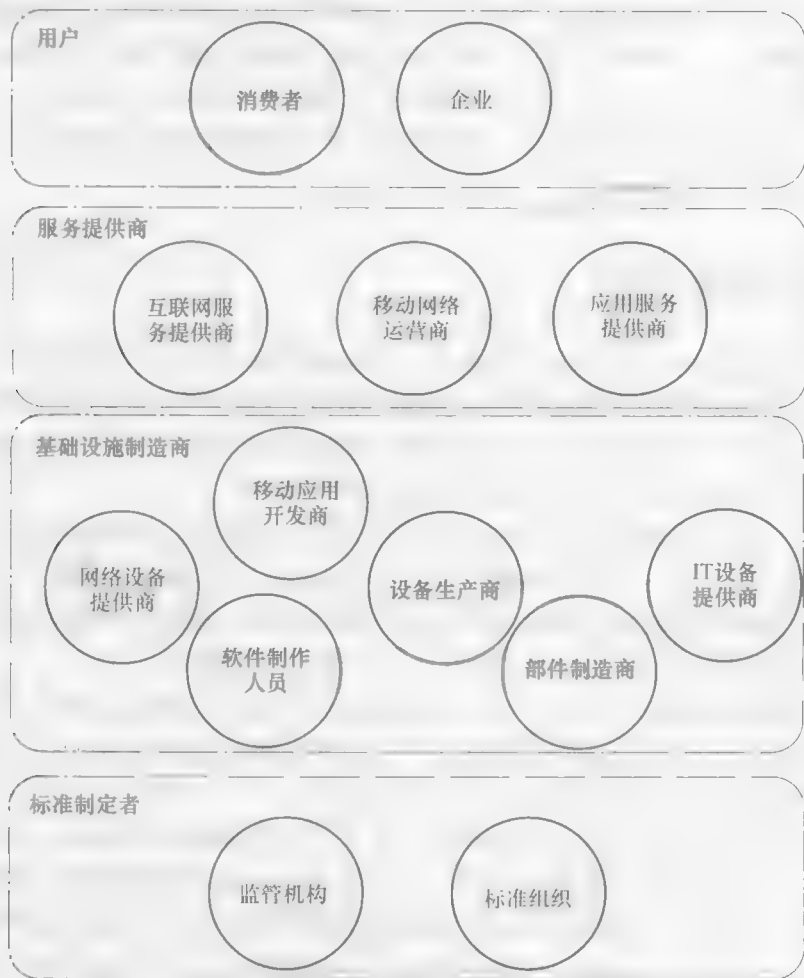 用户
消费者
企业
服务提供商
互联网服
务提供商
移动网络
运营商
应用服务
提供商
基础设施制造商
移动应用
开发商
网络设备
提供商
设备生产商
IT设备
提供商
软件制作
人员
部件制造商
标准制定者
监管机构
标准组织